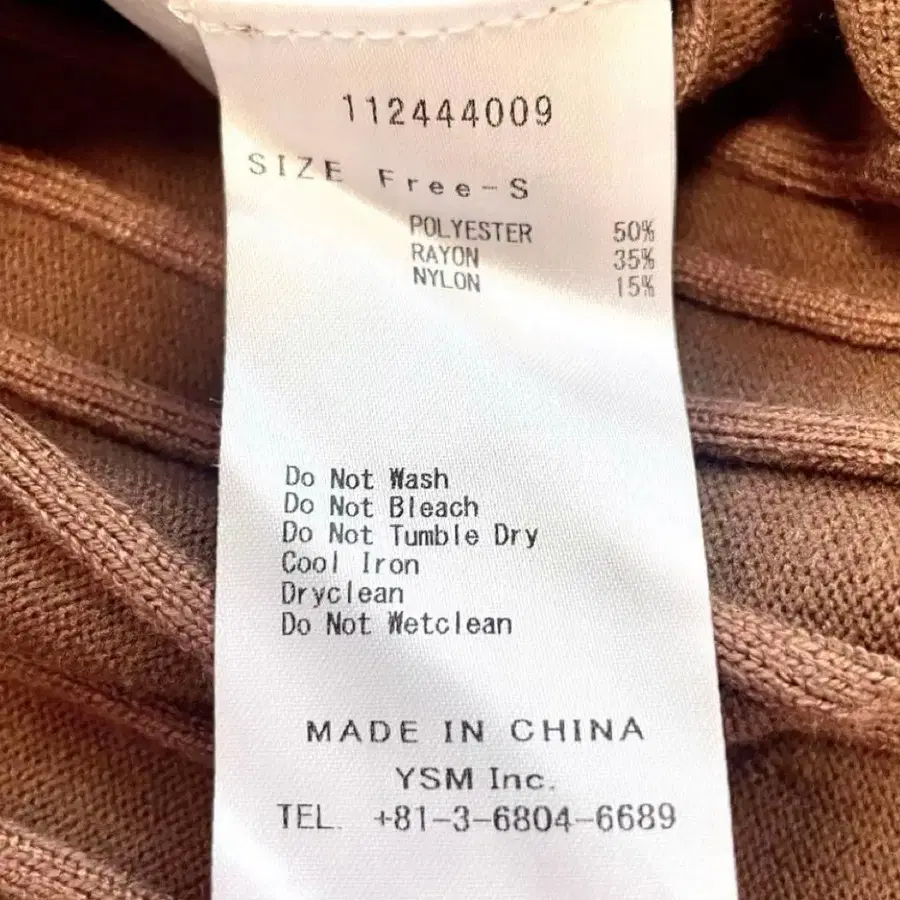 112444009
SIZE Free-S
POLYESTER 50%
RAYON 35%
NYLON 15%
Do Not Wash
Do Not Bleach
Do Not Tumble Dry
Cool Iron
Dryclean
Do Not Wetclean
MADE IN CHINA
YSM Inc.
TEL. +81-3-6804-6689